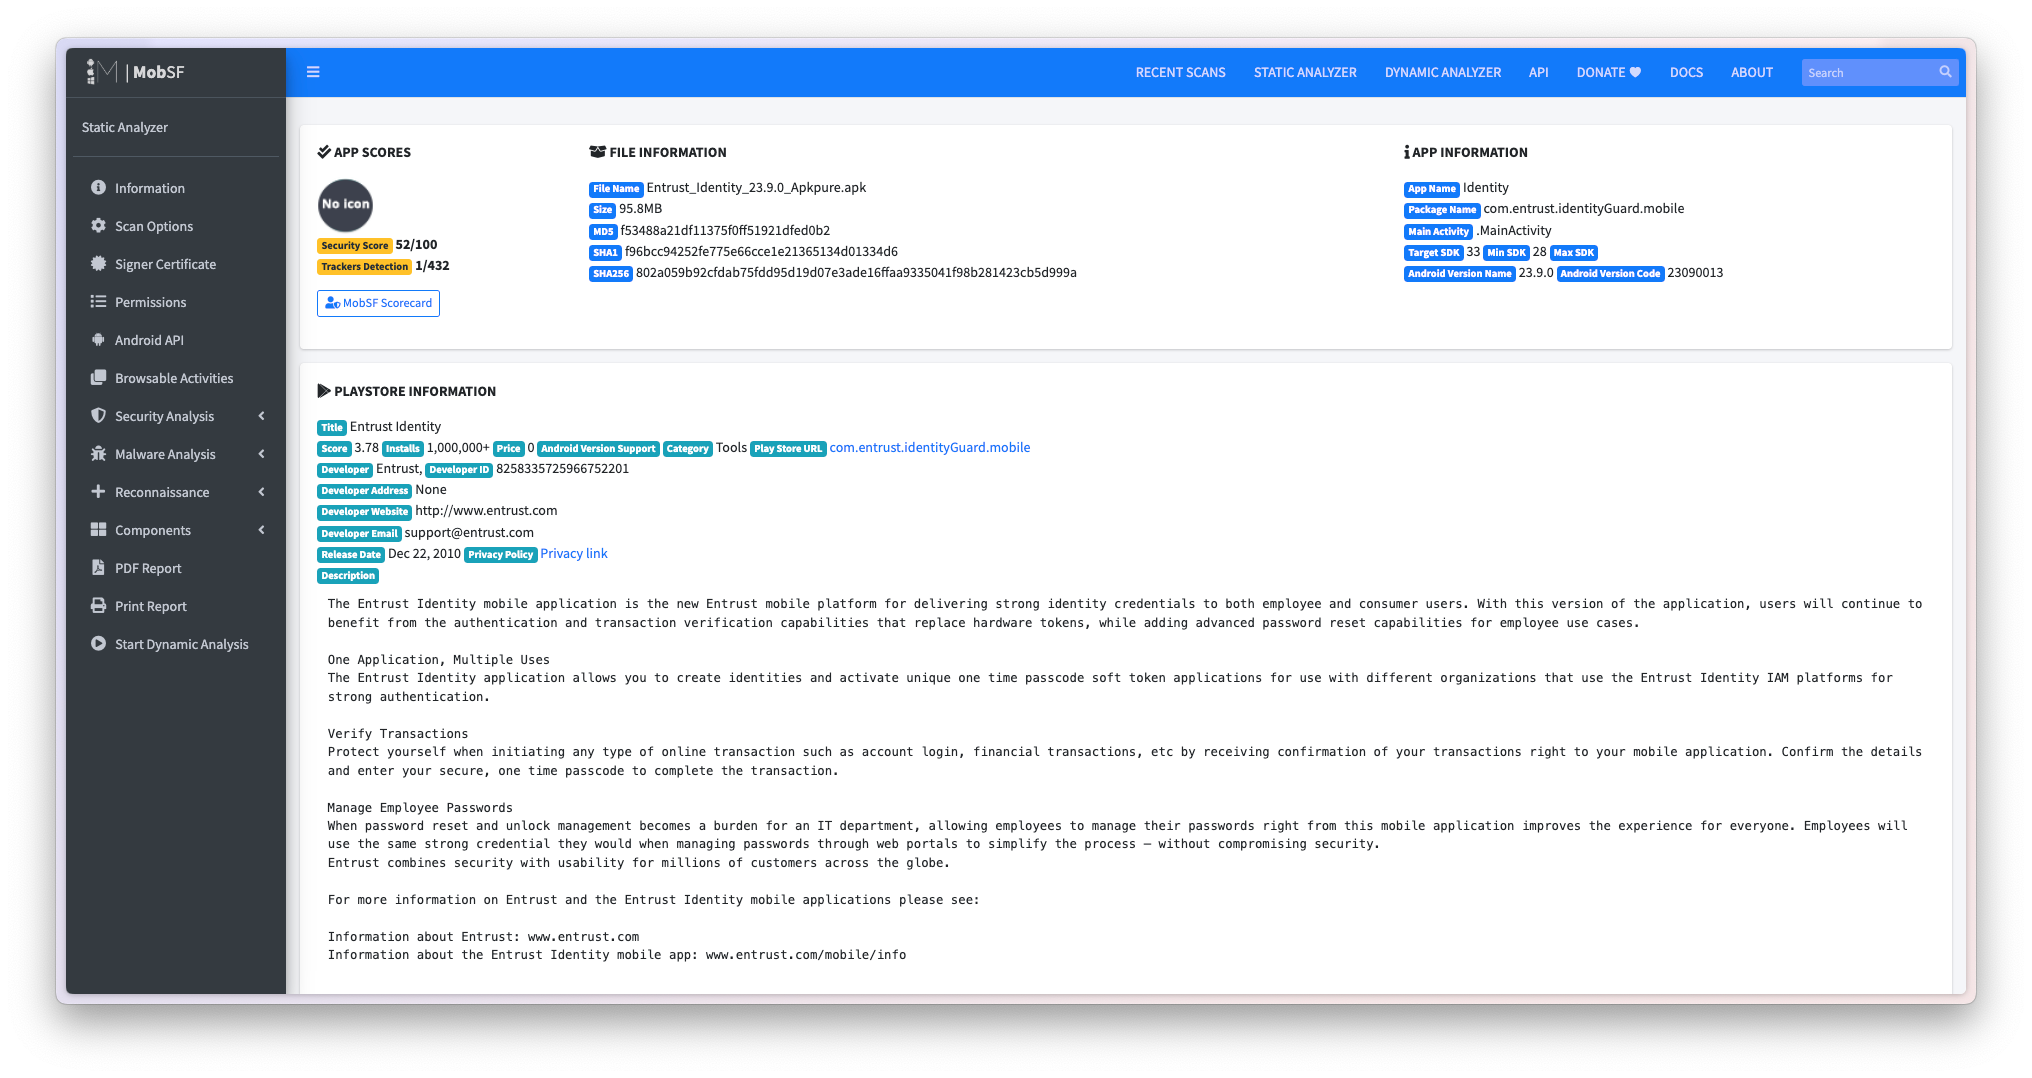 M | MobSF
RECENT SCANS STATIC ANALYZER DYNAMIC ANALYZER API DONATE DOCS ABOUT Search
Static Analyzer
Information
Scan Options
Signer Certificate
Permissions
Android API
Browsable Activities
Security Analysis
Malware Analysis
Reconnaissance
Components
PDF Report
Print Report
Start Dynamic Analysis
APP SCORES
No icon
Security Score 52/100
Trackers Detection 1/432
MobSF Scorecard
FILE INFORMATION
File Name Entrust_Identity_23.9.0_Apkpure.apk
Size 95.8MB
MD5 f53488a21df11375f0ff51921dfed0b2
SHA1 f96bcc94252fe775e66cce1e21365134d01334d6
SHA256 802a059b92cfdab75fdd95d19d07e3ade16ffaa9335041f98b281423cb5d999a
APP INFORMATION
App Name Identity
Package Name com.entrust.identityGuard.mobile
Main Activity .MainActivity
Target SDK 33 Min SDK 28 Max SDK
Android Version Name 23.9.0 Android Version Code 23090013
PLAYSTORE INFORMATION
Title Entrust Identity
Score 3.78 Installs 1,000,000+ Price 0 Android Version Support Category Tools Play Store URL com.entrust.identityGuard.mobile
Developer Entrust, Developer ID 8258335725966752201
Developer Address None
Developer Website http://www.entrust.com
Developer Email support@entrust.com
Release Date Dec 22, 2010 Privacy Policy Privacy link
Description
The Entrust Identity mobile application is the new Entrust mobile platform for delivering strong identity credentials to both employee and consumer users. With this version of the application, users will continue to
benefit from the authentication and transaction verification capabilities that replace hardware tokens, while adding advanced password reset capabilities for employee use cases.
One Application, Multiple Uses
The Entrust Identity application allows you to create identities and activate unique one time passcode soft token applications for use with different organizations that use the Entrust Identity IAM platforms for
strong authentication.
Verify Transactions
Protect yourself when initiating any type of online transaction such as account login, financial transactions, etc by receiving confirmation of your transactions right to your mobile application. Confirm the details
and enter your secure, one time passcode to complete the transaction.
Manage Employee Passwords
When password reset and unlock management becomes a burden for an IT department, allowing employees to manage their passwords right from this mobile application improves the experience for everyone. Employees will
use the same strong credential they would when managing passwords through web portals to simplify the process – without compromising security.
Entrust combines security with usability for millions of customers across the globe.
For more information on Entrust and the Entrust Identity mobile applications please see:
Information about Entrust: www.entrust.com
Information about the Entrust Identity mobile app: www.entrust.com/mobile/info